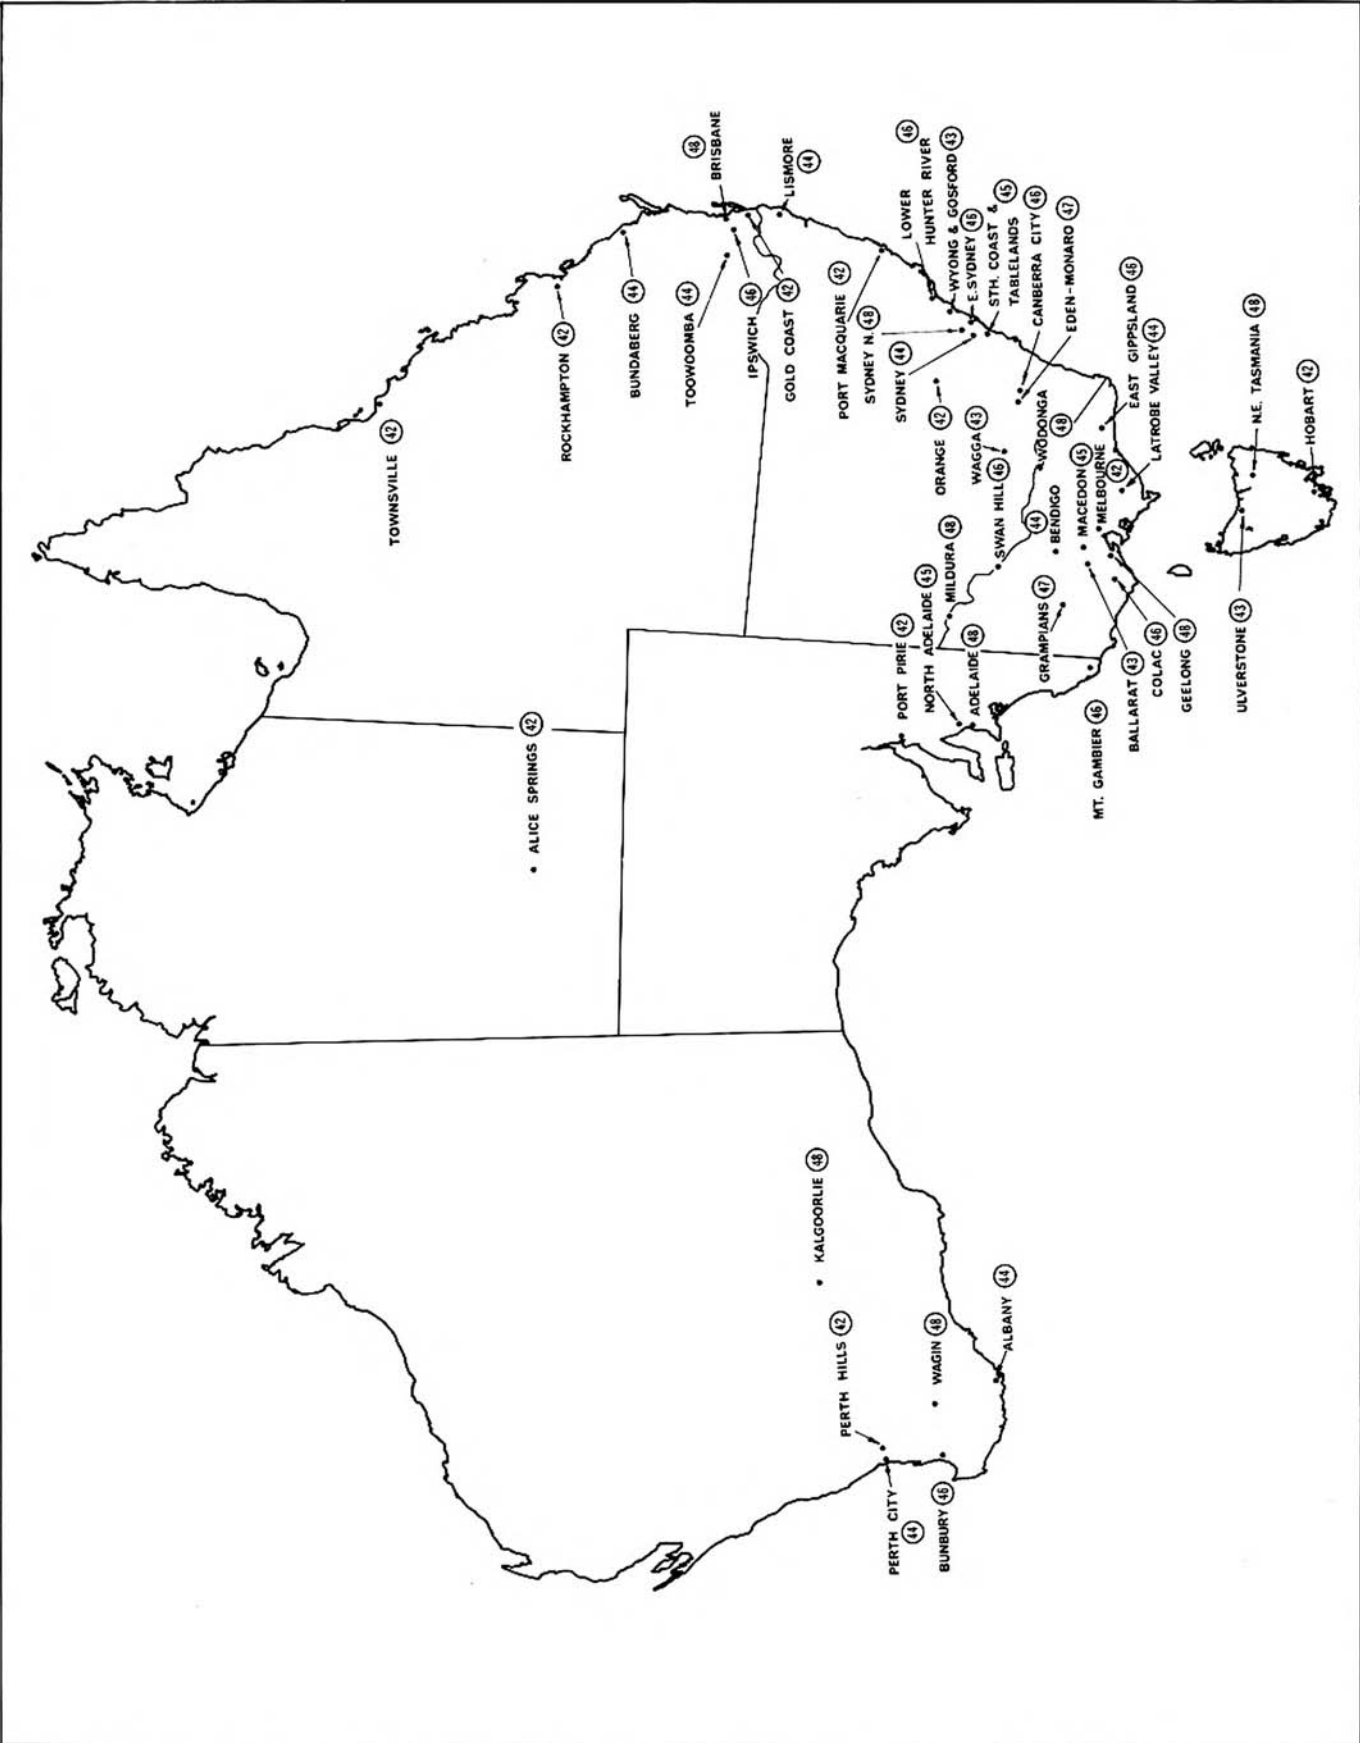 TOWNSVILLE 42
ROCKHAMPTON 42
BUNDABERG 44
TOOWOOMBA 44
48
BRISBANE
IPSWICH 46
GOLD COAST 42
LISMORE
44
ALICE SPRINGS 42
PORT MACQUARIE 42
SYDNEY N. 48
SYDNEY 44
LOWER 46
HUNTER RIVER
WYONG & GOSFORD 43
E. SYDNEY 46
STH. COAST & 45
TABLELANDS
CANBERRA CITY 46
EDEN-MONARO 47
ORANGE 42
WAGGA 43
WODONGA
48
SWAN HILL 46
MILDURA 48
44
BENDIGO
MACEDON 45
MELBOURNE
42
EAST GIPPSLAND 46
LATROBE VALLEY 44
GRAMPIANS 47
PORT PIRIE 42
NORTH ADELAIDE 45
ADELAIDE 48
MT. GAMBIER 46
BALLARAT 43
COLAC 46
GEELONG 48
ULVERSTONE 43
N.E. TASMANIA 48
HOBART 42
KALGOORLIE 48
PERTH HILLS 42
WAGIN 48
ALBANY 44
PERTH CITY
44
BUNBURY 46